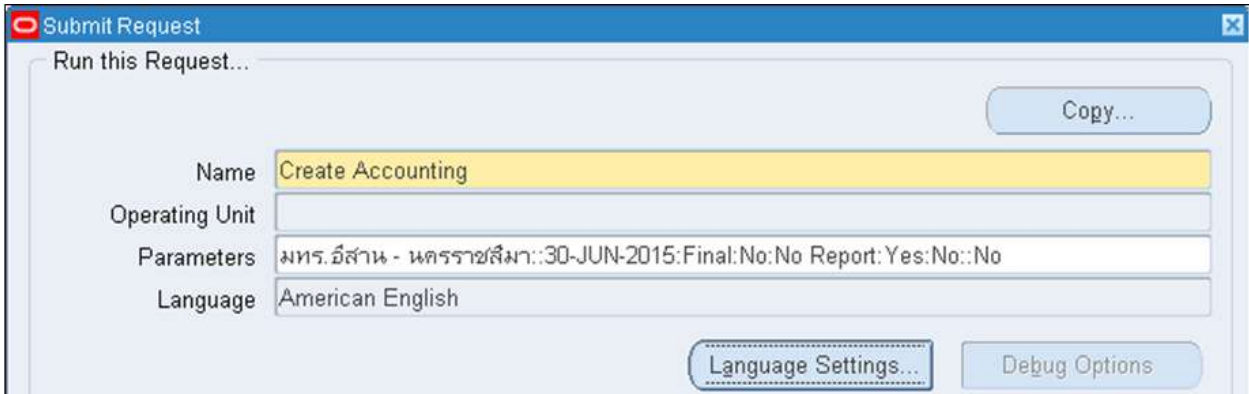 Submit Request
Run this Request...
Copy...
Name Create Accounting
Operating Unit
Parameters มทร.อีสาน - นครราชสีมา::30-JUN-2015:Final:No:No Report:Yes:No::No
Language American English
Language Settings... Debug Options